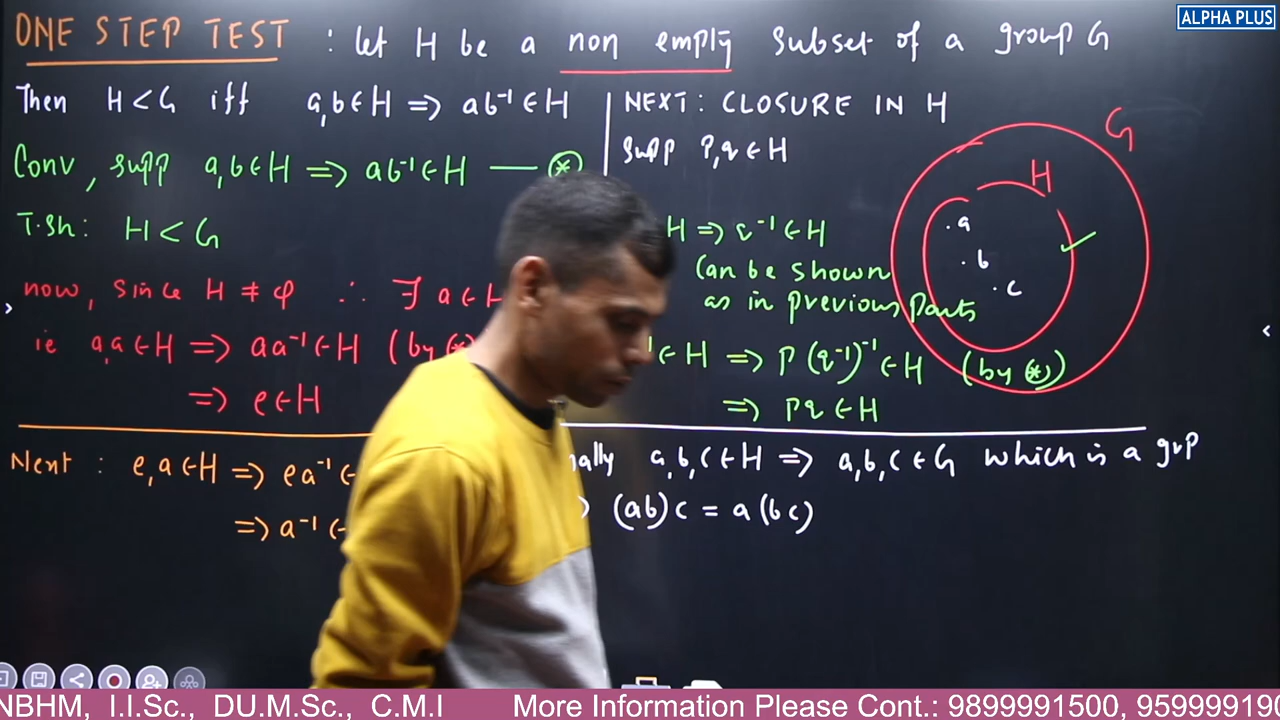 ALPHA PLUS
ONE STEP TEST : let H be a non empty subset of a group G
Then H < G iff a,b ∈ H => ab⁻¹ ∈ H
Conv, supp a,b ∈ H => ab⁻¹ ∈ H — ⊛
T.sh: H < G
now, since H ≠ φ ∴ ∃ a ∈ H
ie a,a ∈ H => aa⁻¹ ∈ H (by ⊛
=> e ∈ H
Next : e,a ∈ H => ea⁻¹ ∈
=> a⁻¹ ∈
NEXT: CLOSURE IN H
supp p,q ∈ H
H => q⁻¹ ∈ H
Can be shown
as in previous parts
⁻¹ ∈ H => p(q⁻¹)⁻¹ ∈ H (by ⊛)
=> pq ∈ H
G
H
.a
.b
.c
a,b,c ∈ H => a,b,c ∈ G which is a grp
(ab)c = a(bc)
NBHM, I.I.Sc., DU.M.Sc., C.M.I More Information Please Cont.: 9899991500, 959999190